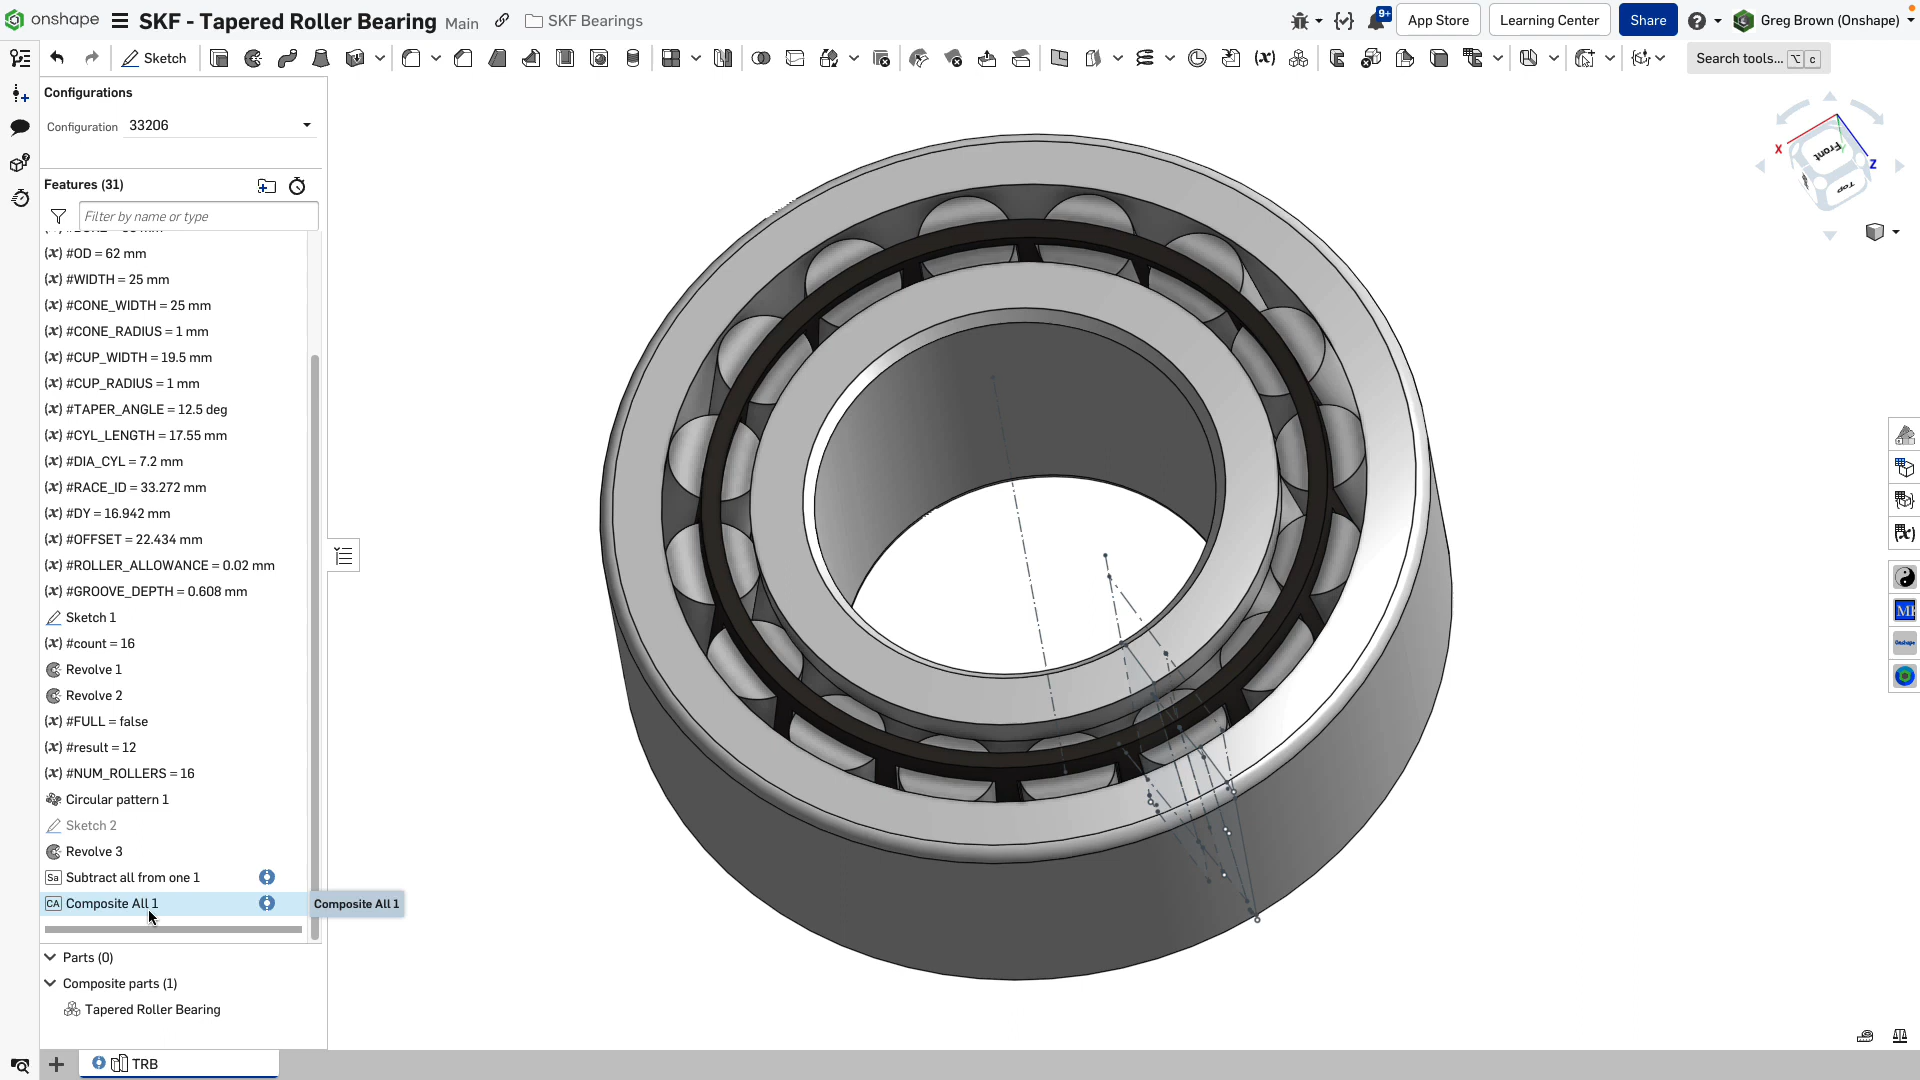 onshape SKF - Tapered Roller Bearing Main SKF Bearings 9+ App Store Learning Center Share Greg Brown (Onshape)
Sketch Search tools... ⌥ c
Configurations
Configuration 33206
Features (31)
Filter by name or type
(x) #OD = 62 mm
(x) #WIDTH = 25 mm
(x) #CONE_WIDTH = 25 mm
(x) #CONE_RADIUS = 1 mm
(x) #CUP_WIDTH = 19.5 mm
(x) #CUP_RADIUS = 1 mm
(x) #TAPER_ANGLE = 12.5 deg
(x) #CYL_LENGTH = 17.55 mm
(x) #DIA_CYL = 7.2 mm
(x) #RACE_ID = 33.272 mm
(x) #DY = 16.942 mm
(x) #OFFSET = 22.434 mm
(x) #ROLLER_ALLOWANCE = 0.02 mm
(x) #GROOVE_DEPTH = 0.608 mm
Sketch 1
(x) #count = 16
Revolve 1
Revolve 2
(x) #FULL = false
(x) #result = 12
(x) #NUM_ROLLERS = 16
Circular pattern 1
Sketch 2
Revolve 3
Sa Subtract all from one 1
CA Composite All 1
Composite All 1
Parts (0)
Composite parts (1)
Tapered Roller Bearing
TRB
X
Z
Front
Top